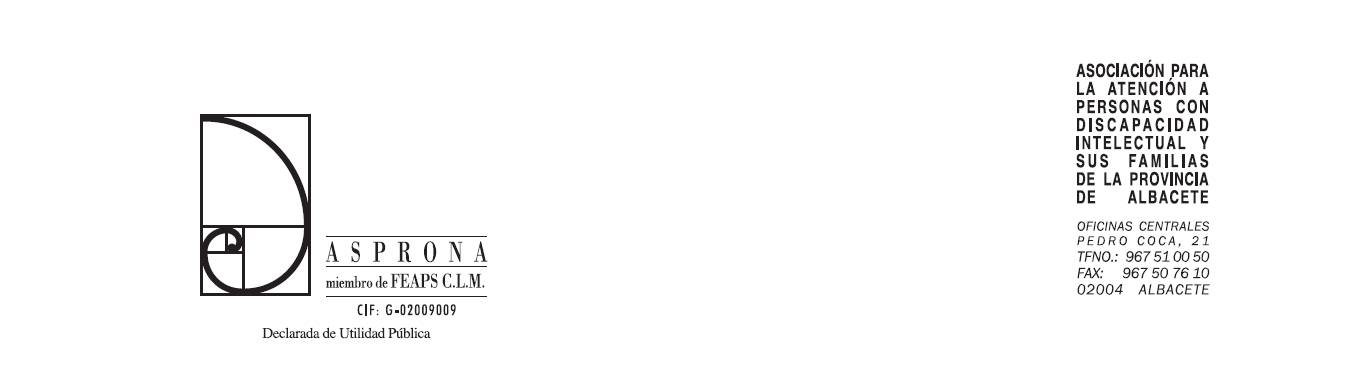 ASPRONA
miembro de FEAPS C.L.M.
CIF: G-02009009
Declarada de Utilidad Pública
ASOCIACIÓN PARA
LA ATENCIÓN A
PERSONAS CON
DISCAPACIDAD
INTELECTUAL Y
SUS FAMILIAS
DE LA PROVINCIA
DE ALBACETE
OFICINAS CENTRALES
PEDRO COCA, 21
TFNO.: 967 51 00 50
FAX: 967 50 76 10
02004 ALBACETE